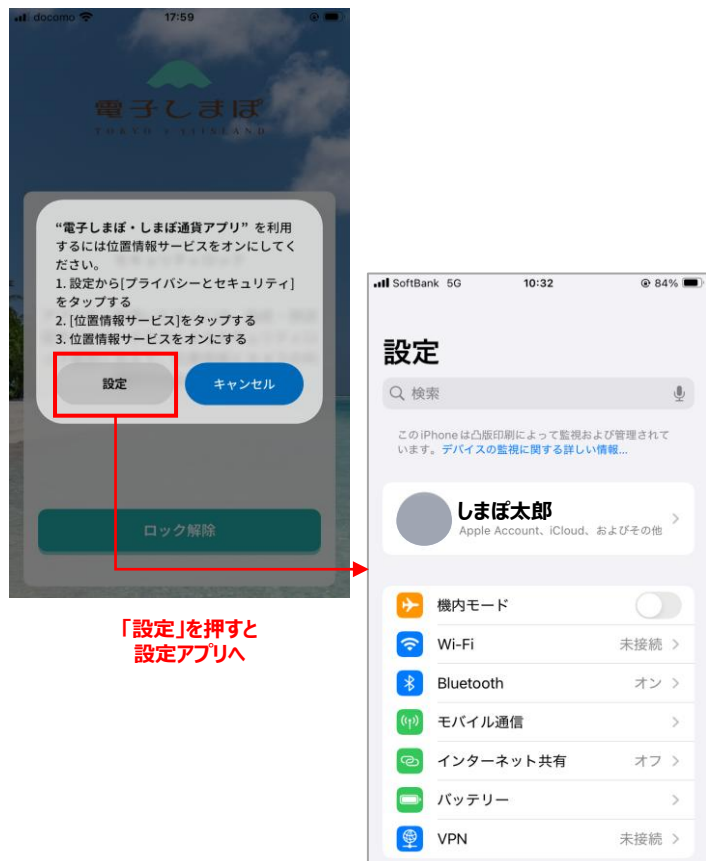 docomo 17:59
電子しまぽ
“電子しまぽ・しまぽ通貨アプリ” を利用
するには位置情報サービスをオンにしてく
ださい。
1. 設定から[プライバシーとセキュリティ]
をタップする
2. [位置情報サービス]をタップする
3. 位置情報サービスをオンにする
設定 キャンセル
ロック解除
「設定」を押すと
設定アプリへ
SoftBank 5G 10:32 84%
設定
検索
このiPhoneは凸版印刷によって監視および管理されて
います。デバイスの監視に関する詳しい情報...
しまぽ太郎
Apple Account、iCloud、およびその他
機内モード
Wi-Fi 未接続
Bluetooth オン
モバイル通信
インターネット共有 オフ
バッテリー
VPN 未接続